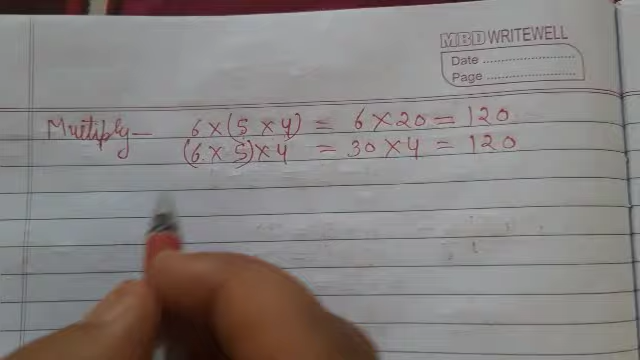 MBD WRITEWELL
Date ..............................
Page ..............................
Multiply— 6 × (5 × 4) = 6 × 20 = 120
(6 × 5) × 4 = 30 × 4 = 120